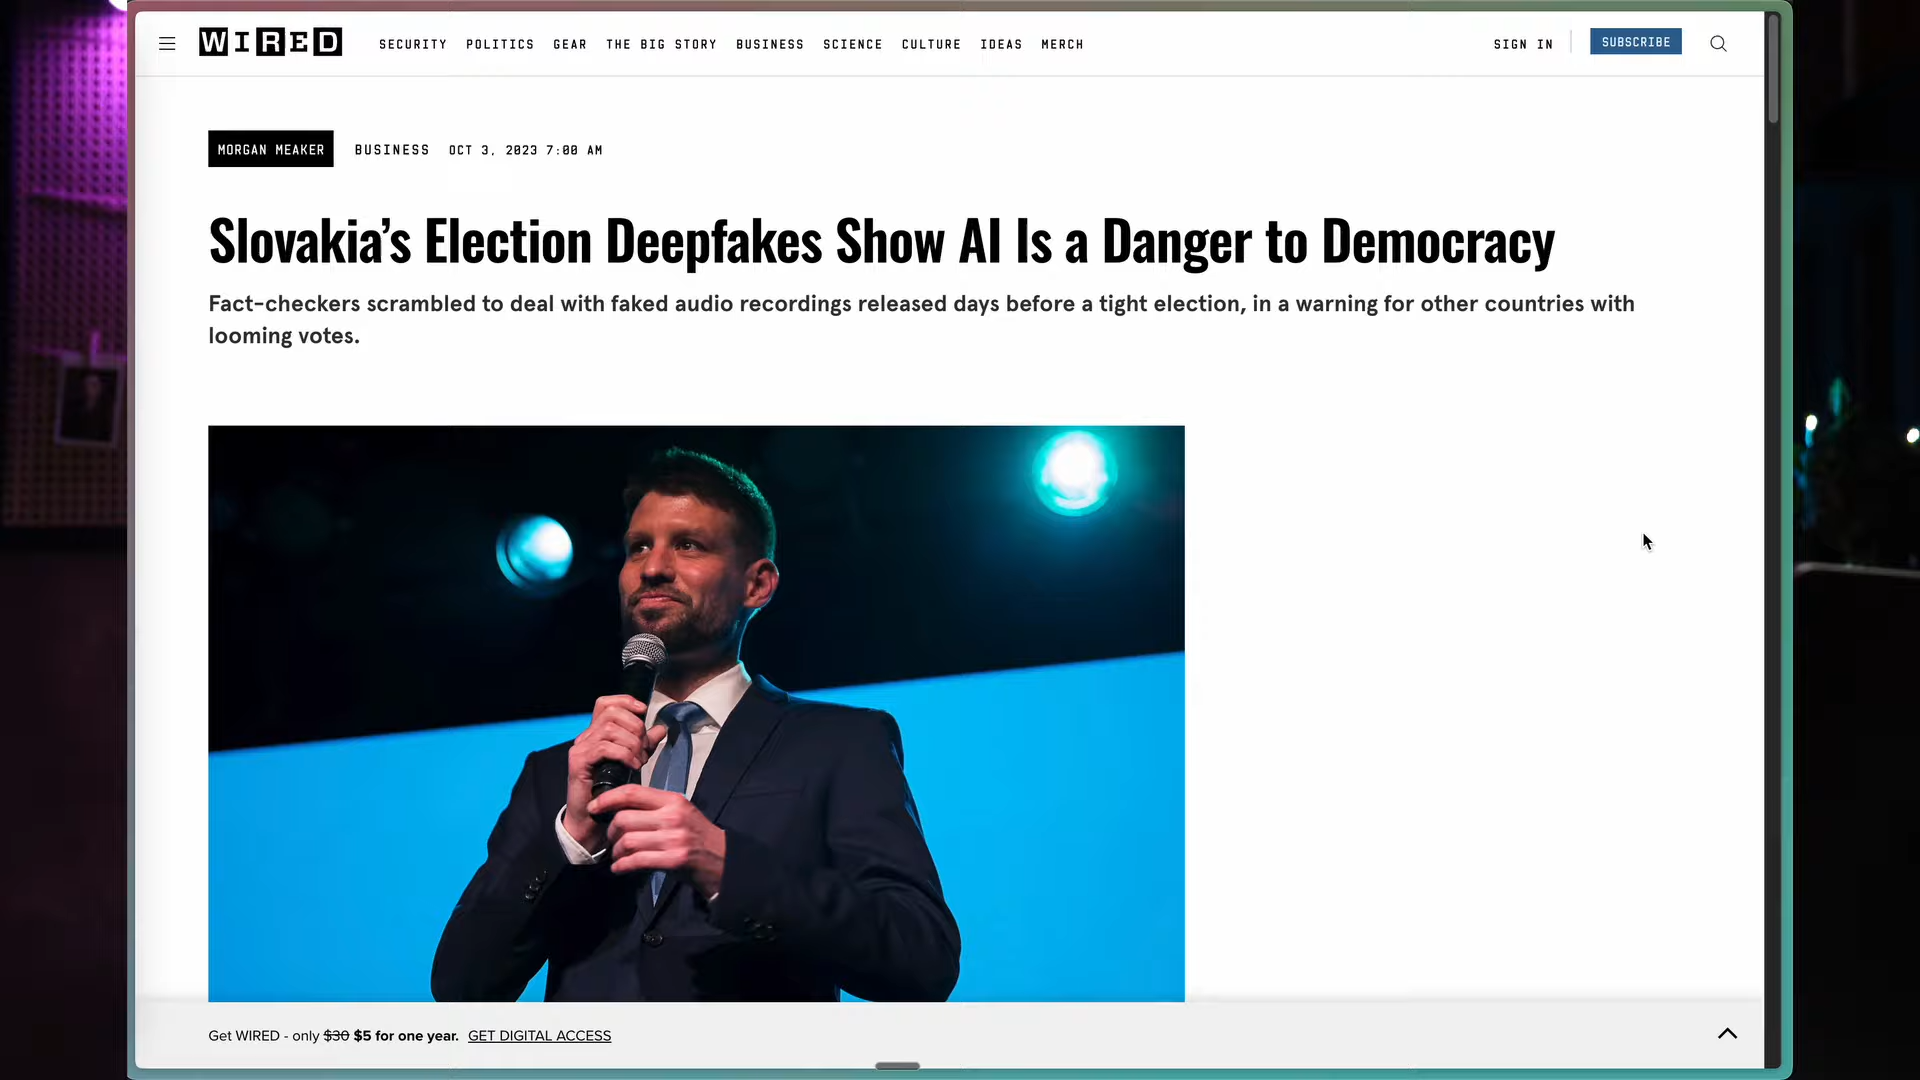 WIRED
SECURITY POLITICS GEAR THE BIG STORY BUSINESS SCIENCE CULTURE IDEAS MERCH
SIGN IN SUBSCRIBE
MORGAN MEAKER BUSINESS OCT 3, 2023 7:00 AM
Slovakia’s Election Deepfakes Show AI Is a Danger to Democracy
Fact-checkers scrambled to deal with faked audio recordings released days before a tight election, in a warning for other countries with
looming votes.
Get WIRED - only $30 $5 for one year. GET DIGITAL ACCESS